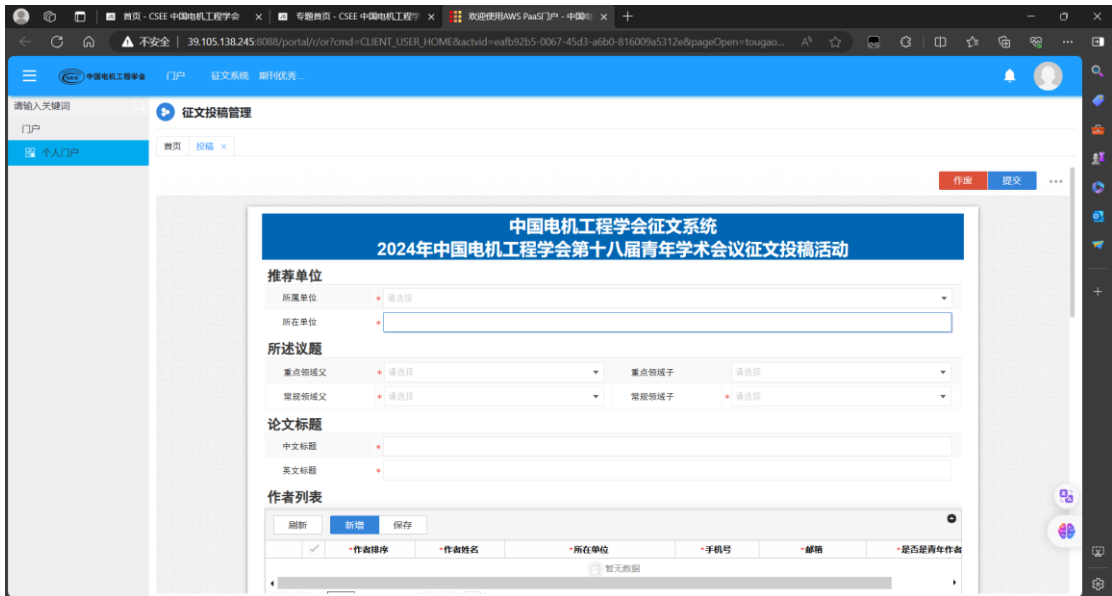 首页 - CSEE 中国电机工程学会
专题首页 - CSEE 中国电机工程学
欢迎使用AWS PaaS门户 - 中国电
不安全 | 39.105.138.245:8088/portal/r/or?cmd=CLIENT_USER_HOME&actvid=eafb92b5-0067-45d3-a6b0-816009a5312e&pageOpen=tougao...
CSEE 中国电机工程学会 门户 征文系统 期刊优秀...
请输入关键词
门户
个人门户
征文投稿管理
首页 投稿 ×
作废 提交 •••
中国电机工程学会征文系统
2024年中国电机工程学会第十八届青年学术会议征文投稿活动
推荐单位
所属单位 * 请选择
所在单位 *
所述议题
重点领域父 * 请选择 重点领域子 请选择
常规领域父 * 请选择 常规领域子 * 请选择
论文标题
中文标题 *
英文标题 *
作者列表
刷新 新增 保存
*作者排序 *作者姓名 *所在单位 *手机号 *邮箱 *是否是青年作者
暂无数据